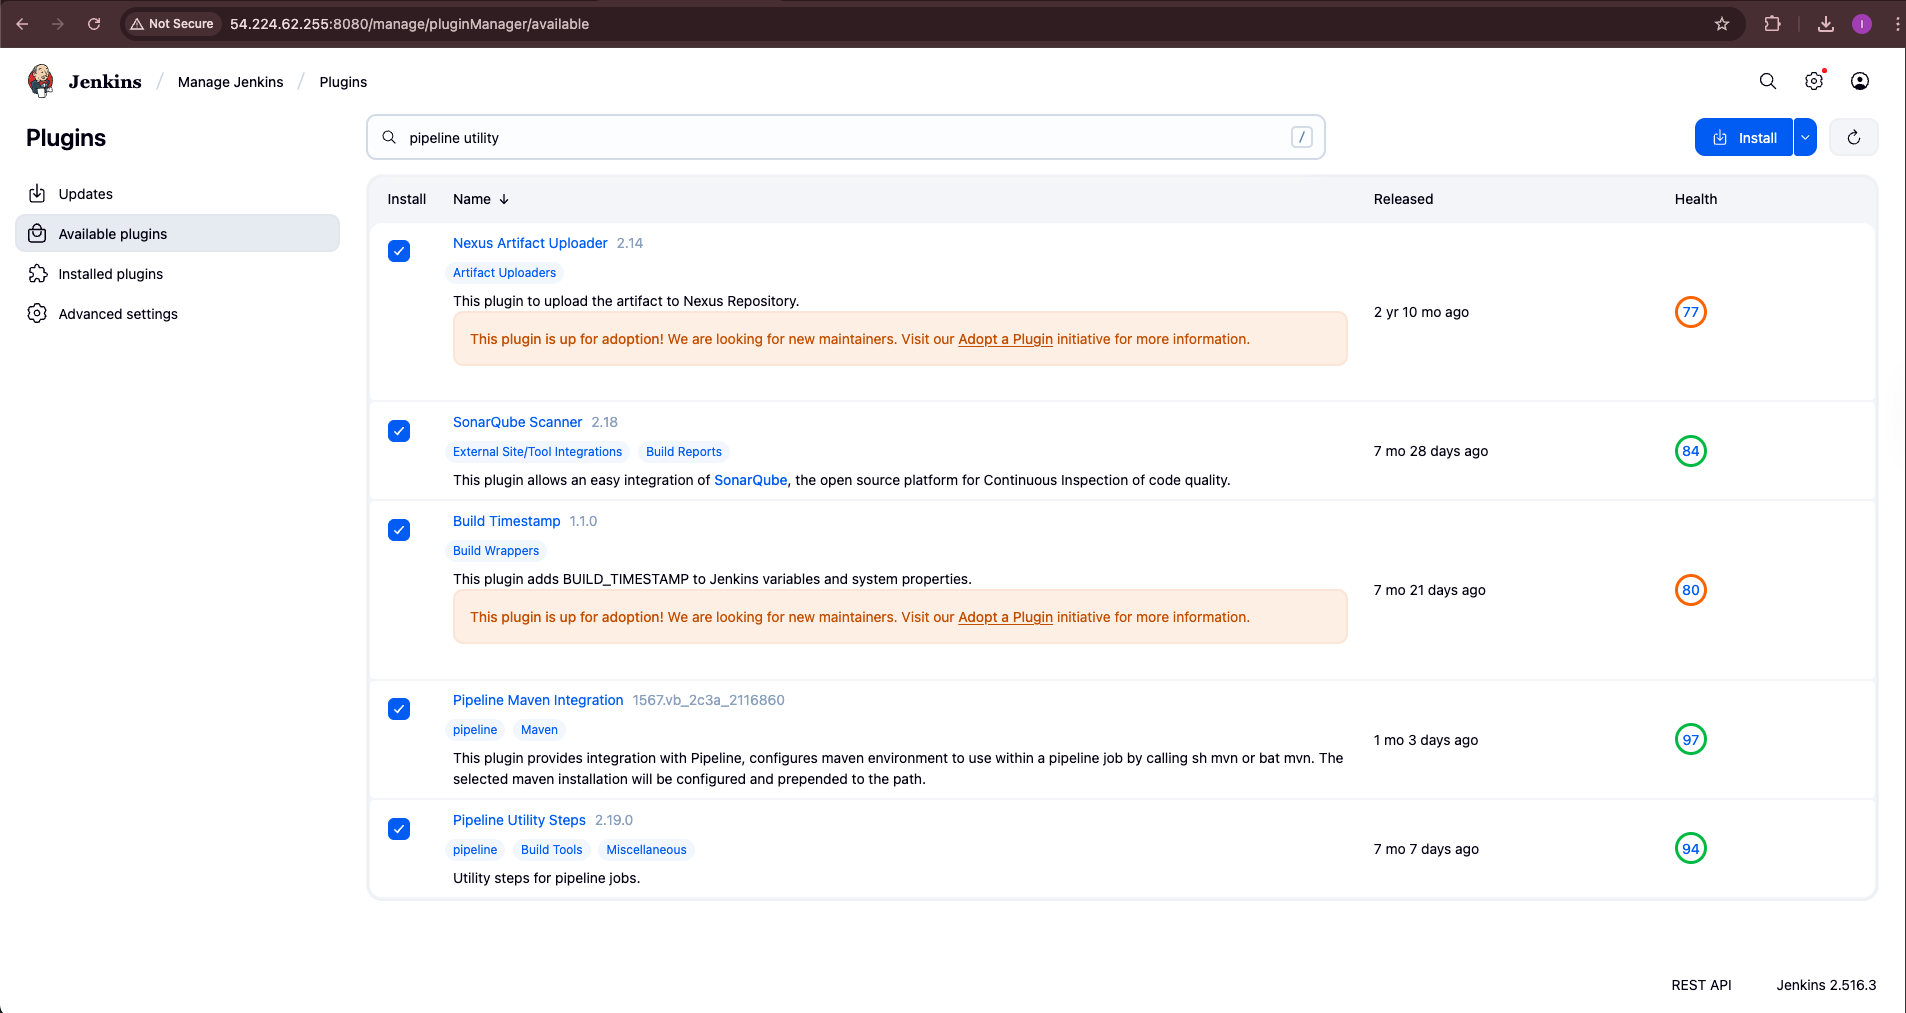 Not Secure 54.224.62.255:8080/manage/pluginManager/available
Jenkins / Manage Jenkins / Plugins
Plugins
pipeline utility /
Install
Updates
Available plugins
Installed plugins
Advanced settings
Install Name ↓ Released Health
Nexus Artifact Uploader 2.14
Artifact Uploaders
This plugin to upload the artifact to Nexus Repository.
This plugin is up for adoption! We are looking for new maintainers. Visit our Adopt a Plugin initiative for more information.
2 yr 10 mo ago
77
SonarQube Scanner 2.18
External Site/Tool Integrations Build Reports
This plugin allows an easy integration of SonarQube, the open source platform for Continuous Inspection of code quality.
7 mo 28 days ago
84
Build Timestamp 1.1.0
Build Wrappers
This plugin adds BUILD_TIMESTAMP to Jenkins variables and system properties.
This plugin is up for adoption! We are looking for new maintainers. Visit our Adopt a Plugin initiative for more information.
7 mo 21 days ago
80
Pipeline Maven Integration 1567.vb_2c3a_2116860
pipeline Maven
This plugin provides integration with Pipeline, configures maven environment to use within a pipeline job by calling sh mvn or bat mvn. The
selected maven installation will be configured and prepended to the path.
1 mo 3 days ago
97
Pipeline Utility Steps 2.19.0
pipeline Build Tools Miscellaneous
Utility steps for pipeline jobs.
7 mo 7 days ago
94
REST API Jenkins 2.516.3